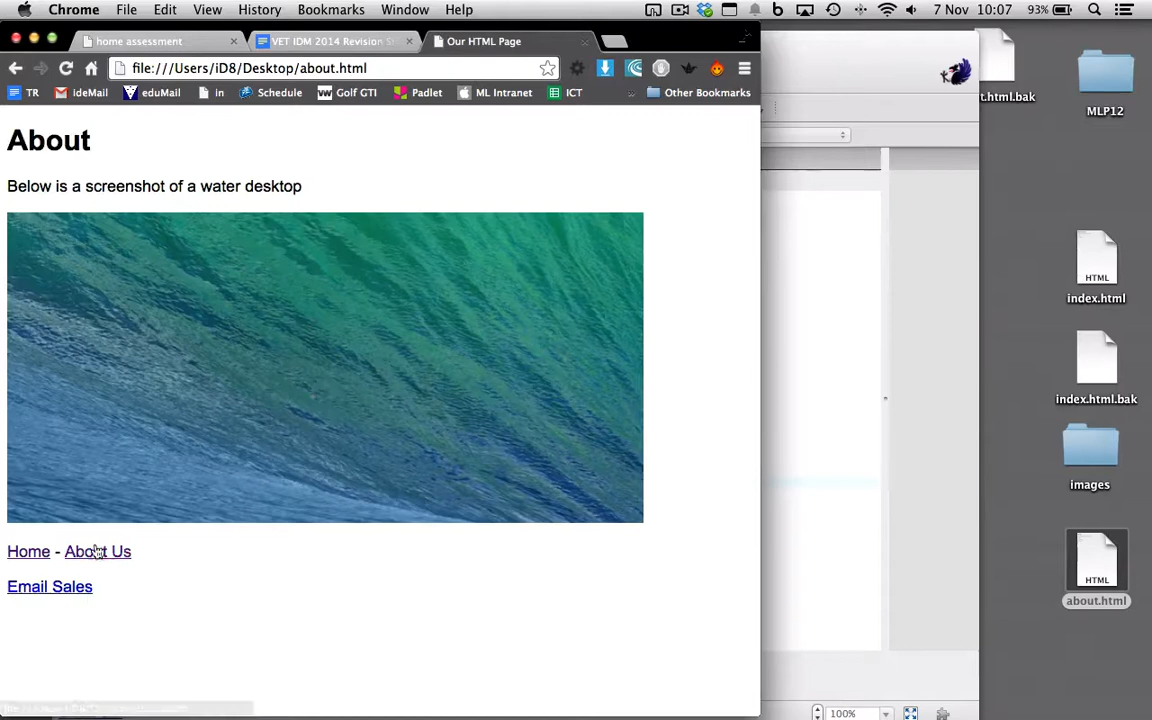 Chrome File Edit View History Bookmarks Window Help 7 Nov 10:07 93%
home assessment
VET IDM 2014 Revision S
Our HTML Page
file:///Users/iD8/Desktop/about.html
TR ideMail eduMail in Schedule Golf GTI Padlet ML Intranet ICT » Other Bookmarks
About
Below is a screenshot of a water desktop
Home - About Us
Email Sales
t.html.bak
MLP12
HTML
index.html
index.html.bak
images
HTML
about.html
100%